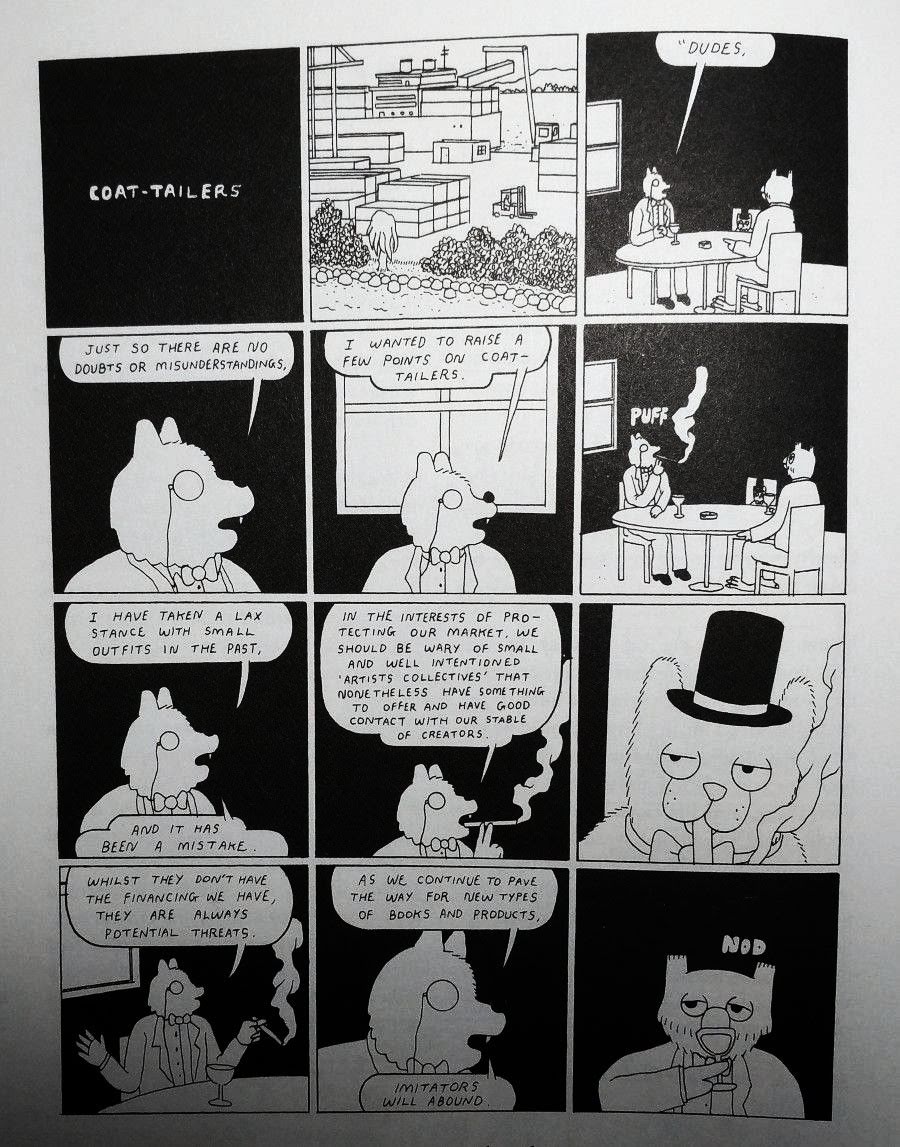 COAT-TAILERS
"DUDES,
JUST SO THERE ARE NO
DOUBTS OR MISUNDERSTANDINGS,
I WANTED TO RAISE A
FEW POINTS ON COAT-
TAILERS.
PUFF
I HAVE TAKEN A LAX
STANCE WITH SMALL
OUTFITS IN THE PAST,
AND IT HAS
BEEN A MISTAKE.
IN THE INTERESTS OF PRO-
TECTING OUR MARKET, WE
SHOULD BE WARY OF SMALL
AND WELL INTENTIONED
'ARTISTS COLLECTIVES' THAT
NONETHELESS HAVE SOMETHING
TO OFFER AND HAVE GOOD
CONTACT WITH OUR STABLE
OF CREATORS.
WHILST THEY DON'T HAVE
THE FINANCING WE HAVE,
THEY ARE ALWAYS
POTENTIAL THREATS.
AS WE CONTINUE TO PAVE
THE WAY FOR NEW TYPES
OF BOOKS AND PRODUCTS,
IMITATORS
WILL ABOUND.
NOD